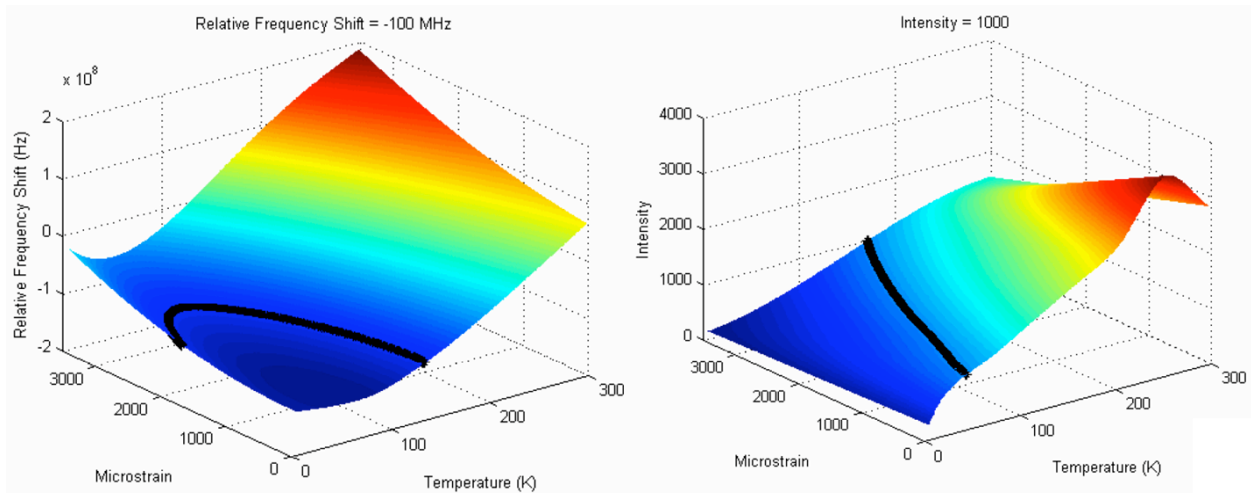 Relative Frequency Shift = -100 MHz
x 10^8
2
1
0
-1
-2
Relative Frequency Shift (Hz)
3000
2000
1000
0
Microstrain
0
100
200
300
Temperature (K)
Intensity = 1000
4000
3000
2000
1000
0
Intensity
3000
2000
1000
0
Microstrain
0
100
200
300
Temperature (K)